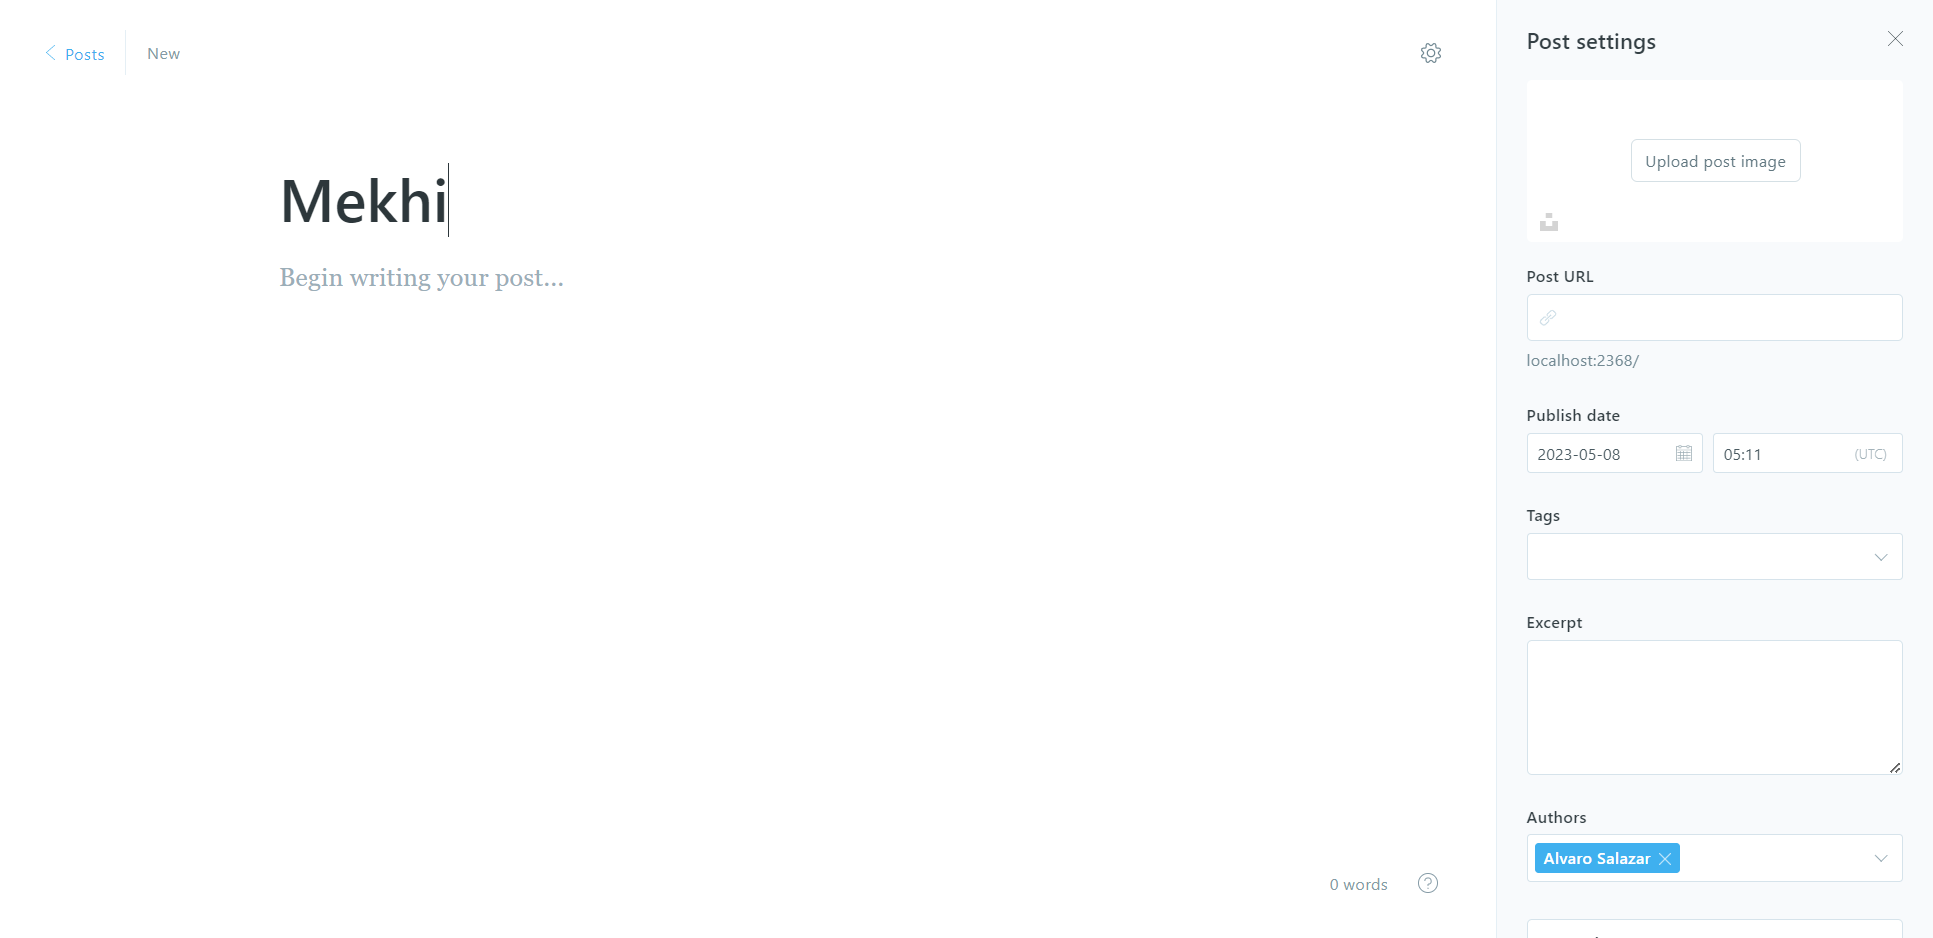 Posts
New
Mekhi
Begin writing your post...
0 words
Post settings
Upload post image
Post URL
localhost:2368/
Publish date
2023-05-08
05:11 (UTC)
Tags
Excerpt
Authors
Alvaro Salazar